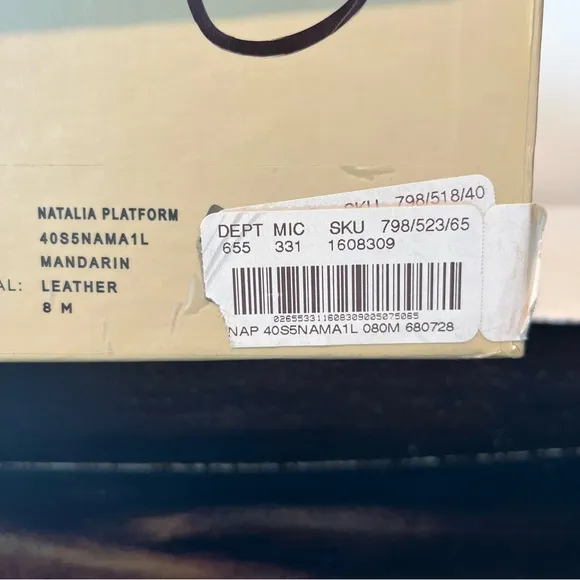 NATALIA PLATFORM
40S5NAMA1L
MANDARIN
AL: LEATHER
8 M
SKU 798/518/40
DEPT MIC SKU 798/523/65
655 331 1608309
026553311608309005075065
NAP 40S5NAMA1L 080M 680728